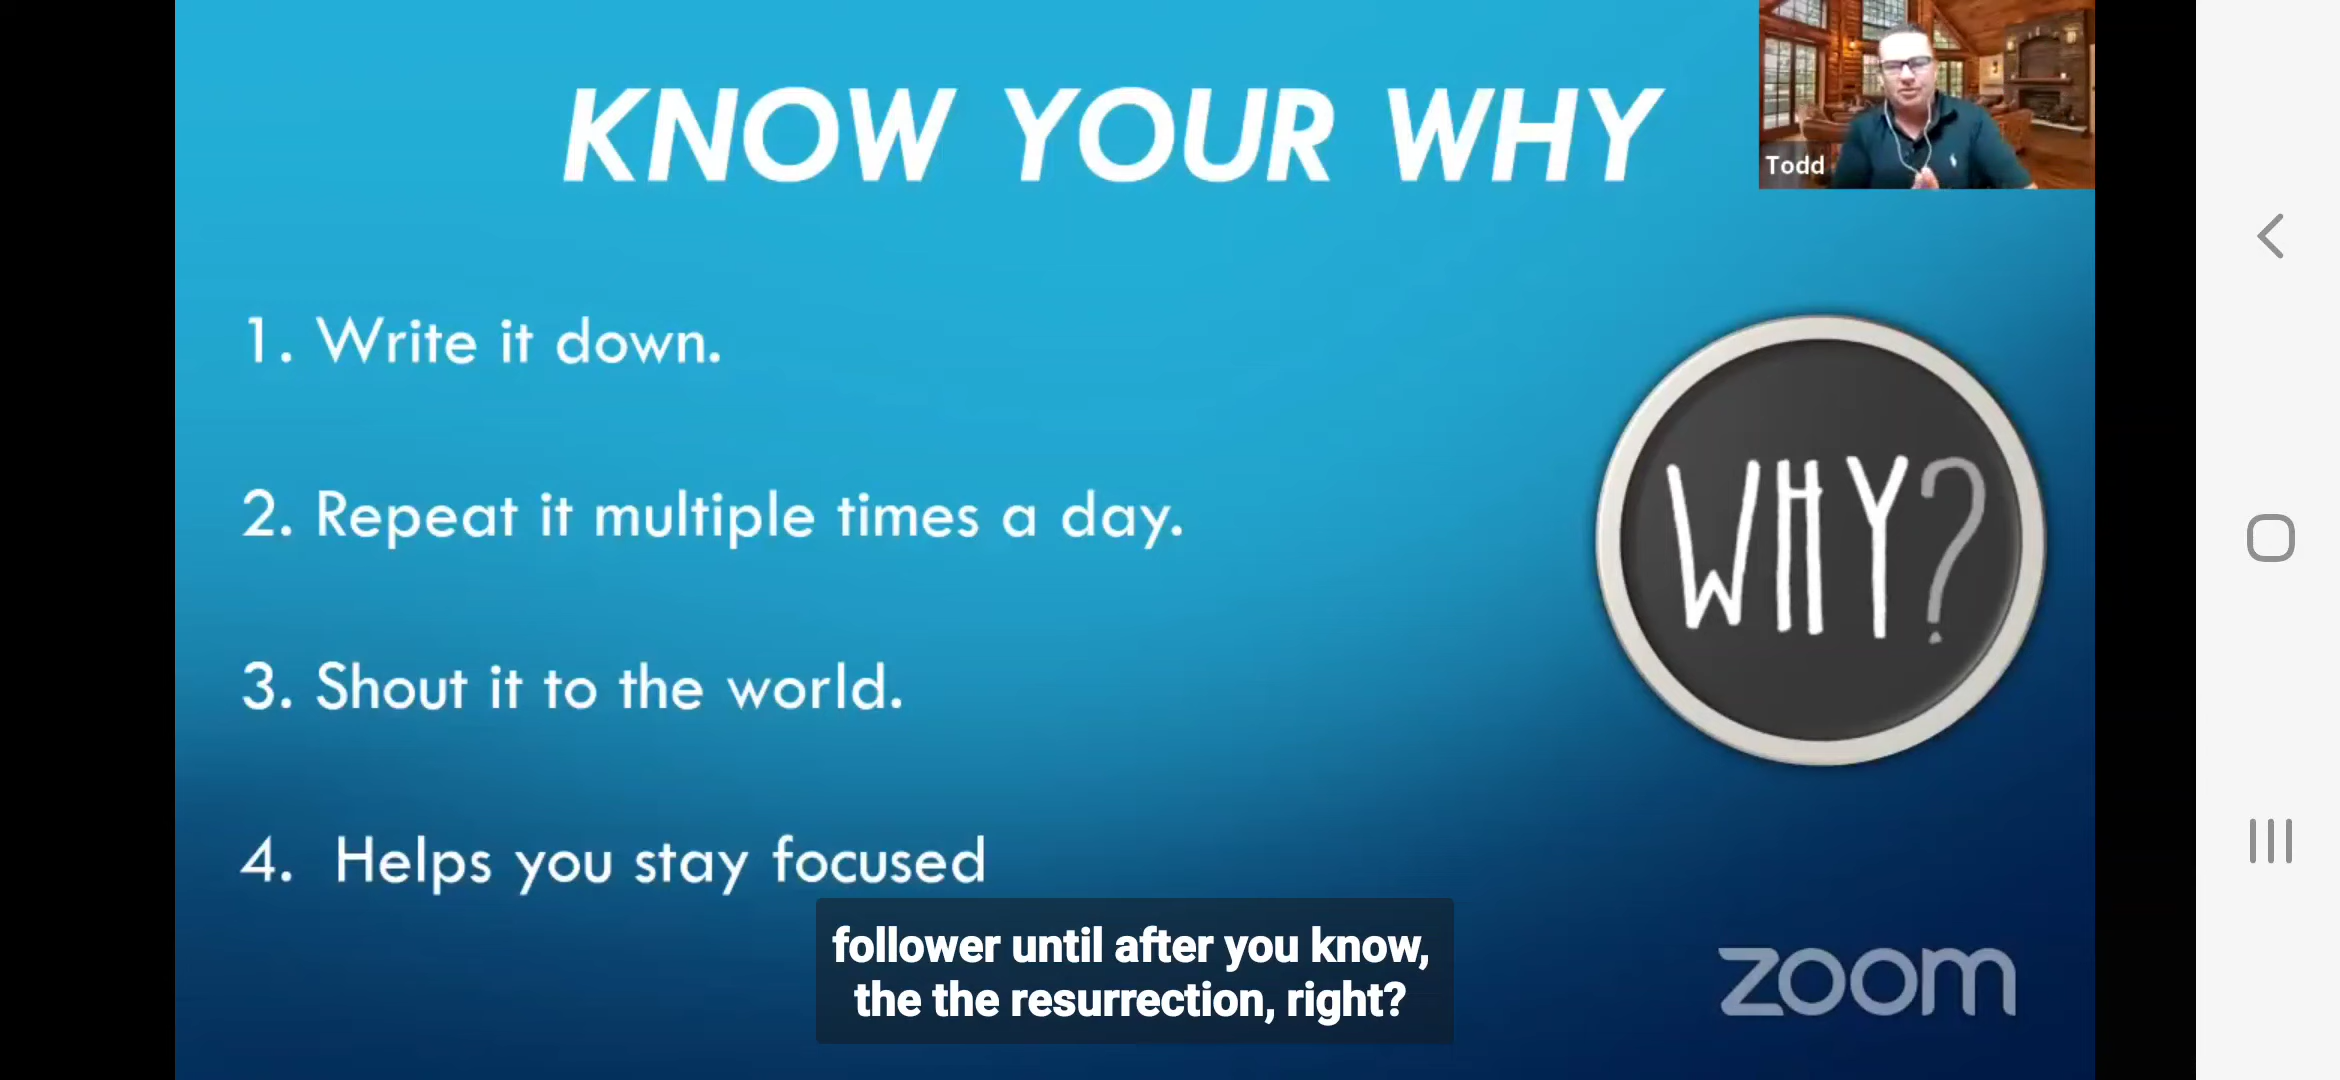 KNOW YOUR WHY
Todd
1. Write it down.
2. Repeat it multiple times a day.
3. Shout it to the world.
4. Helps you stay focused
WHY?
follower until after you know,
the the resurrection, right?
zoom